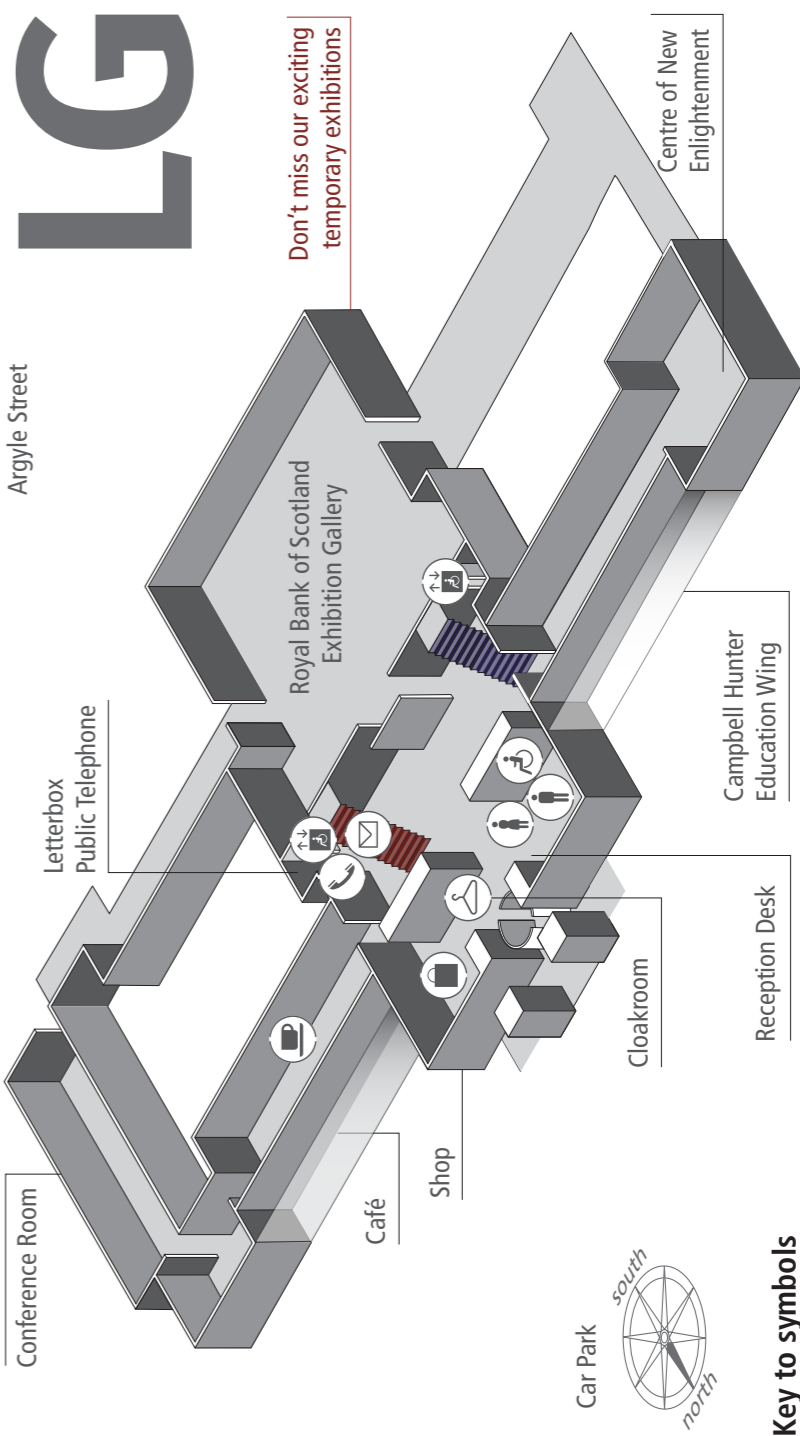 LG
Argyle Street
Don't miss our exciting
temporary exhibitions
Letterbox
Public Telephone
Conference Room
Royal Bank of Scotland
Exhibition Gallery
Centre of New
Enlightenment
Café
Shop
Cloakroom
Reception Desk
Campbell Hunter
Education Wing
Car Park
south
north
Key to symbols